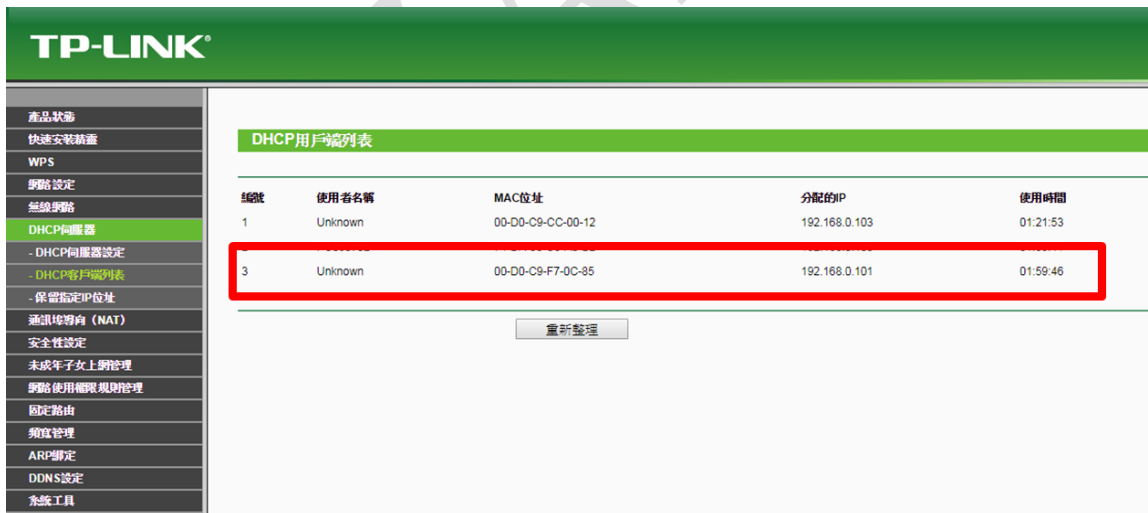 TP-LINK®
產品狀態
快速安裝精靈
WPS
網路設定
無線網路
DHCP伺服器
- DHCP伺服器設定
- DHCP客戶端列表
- 保留指定IP位址
通訊埠導向（NAT）
安全性設定
未成年子女上網管理
網路使用權限規則管理
固定路由
頻寬管理
ARP綁定
DDNS設定
系統工具
DHCP用戶端列表
編號 使用者名稱 MAC位址 分配的IP 使用時間
1 Unknown 00-D0-C9-CC-00-12 192.168.0.103 01:21:53
3 Unknown 00-D0-C9-F7-0C-85 192.168.0.101 01:59:46
重新整理